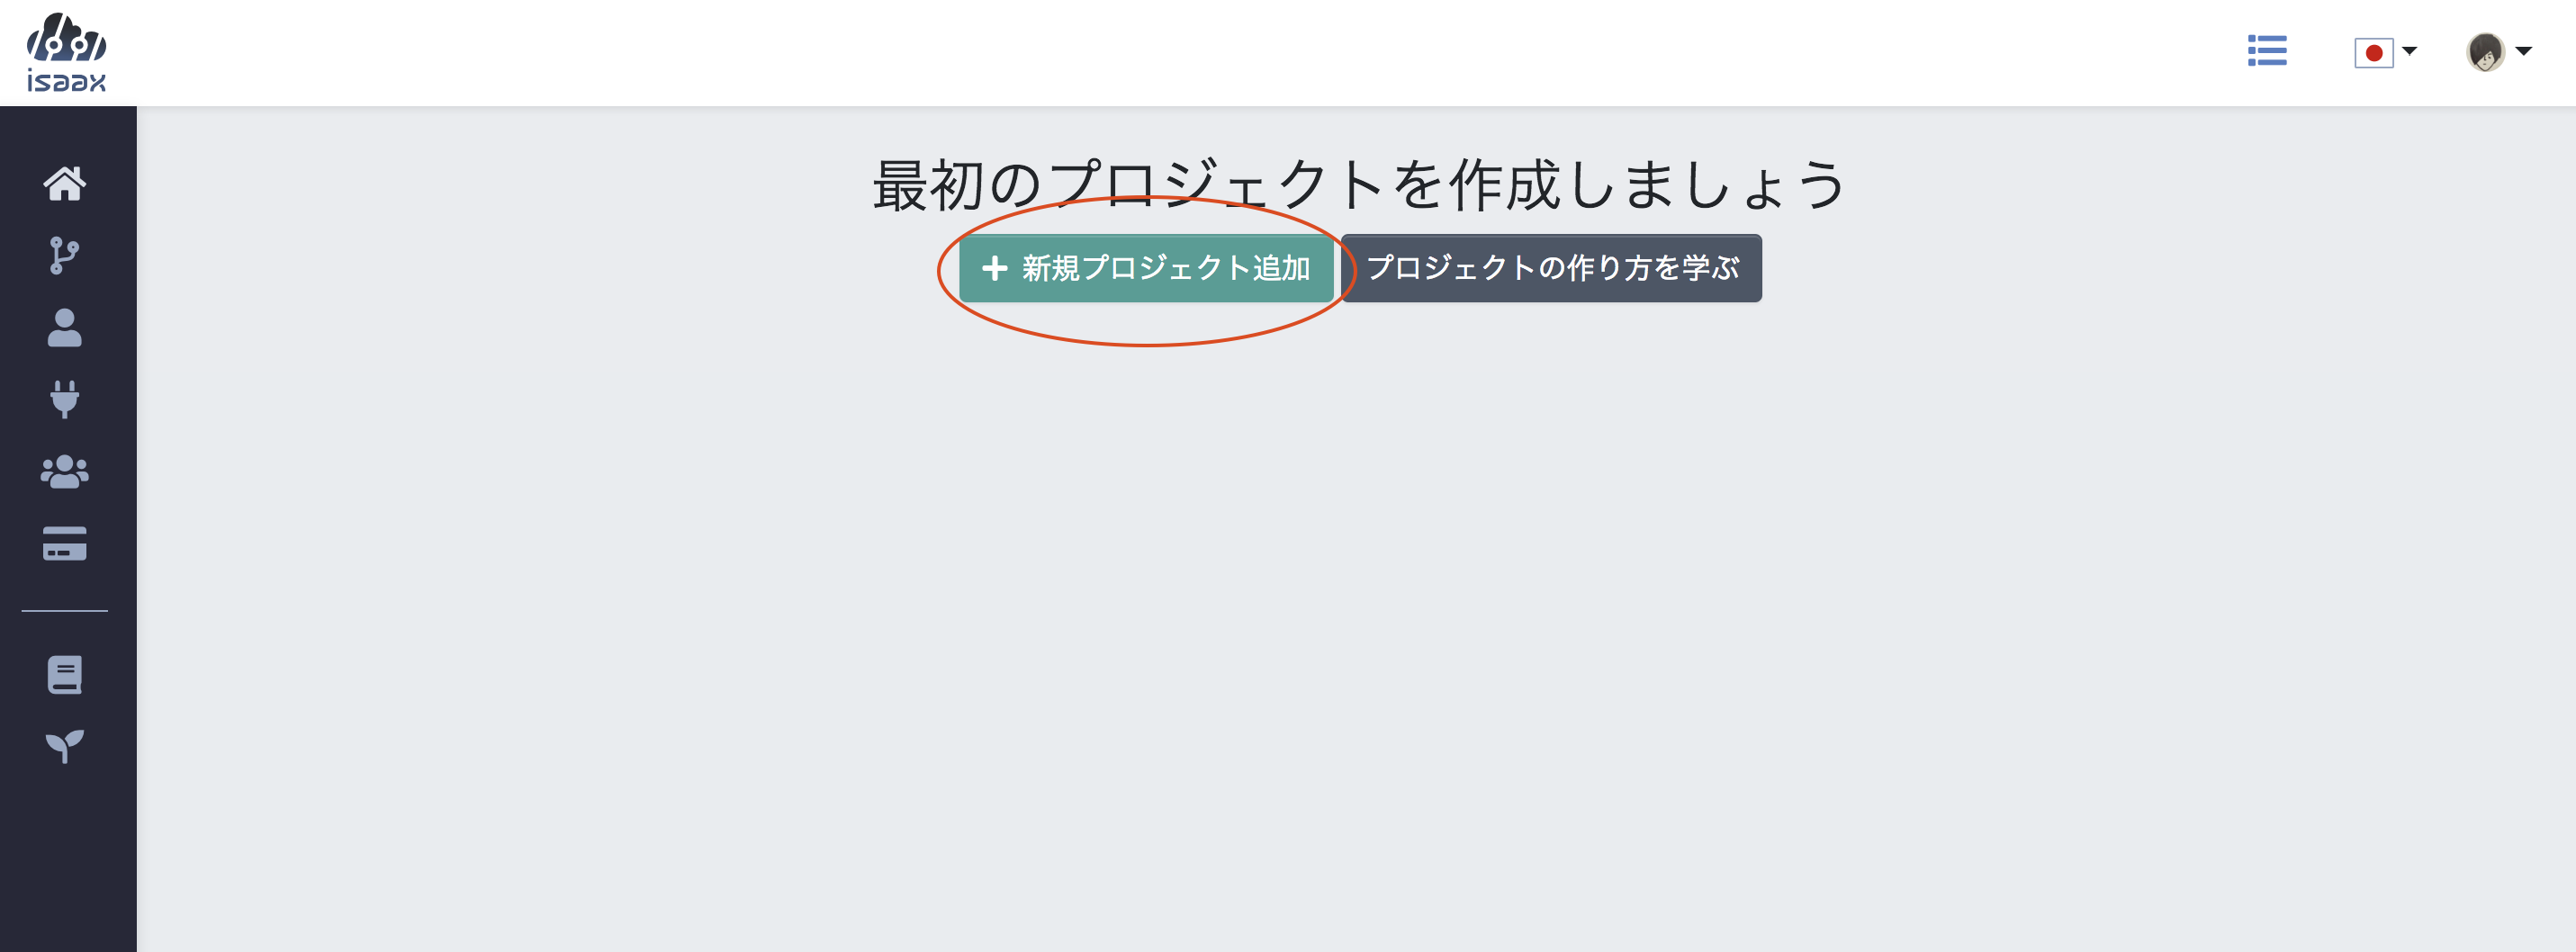 isaax
最初のプロジェクトを作成しましょう
新規プロジェクト追加
プロジェクトの作り方を学ぶ